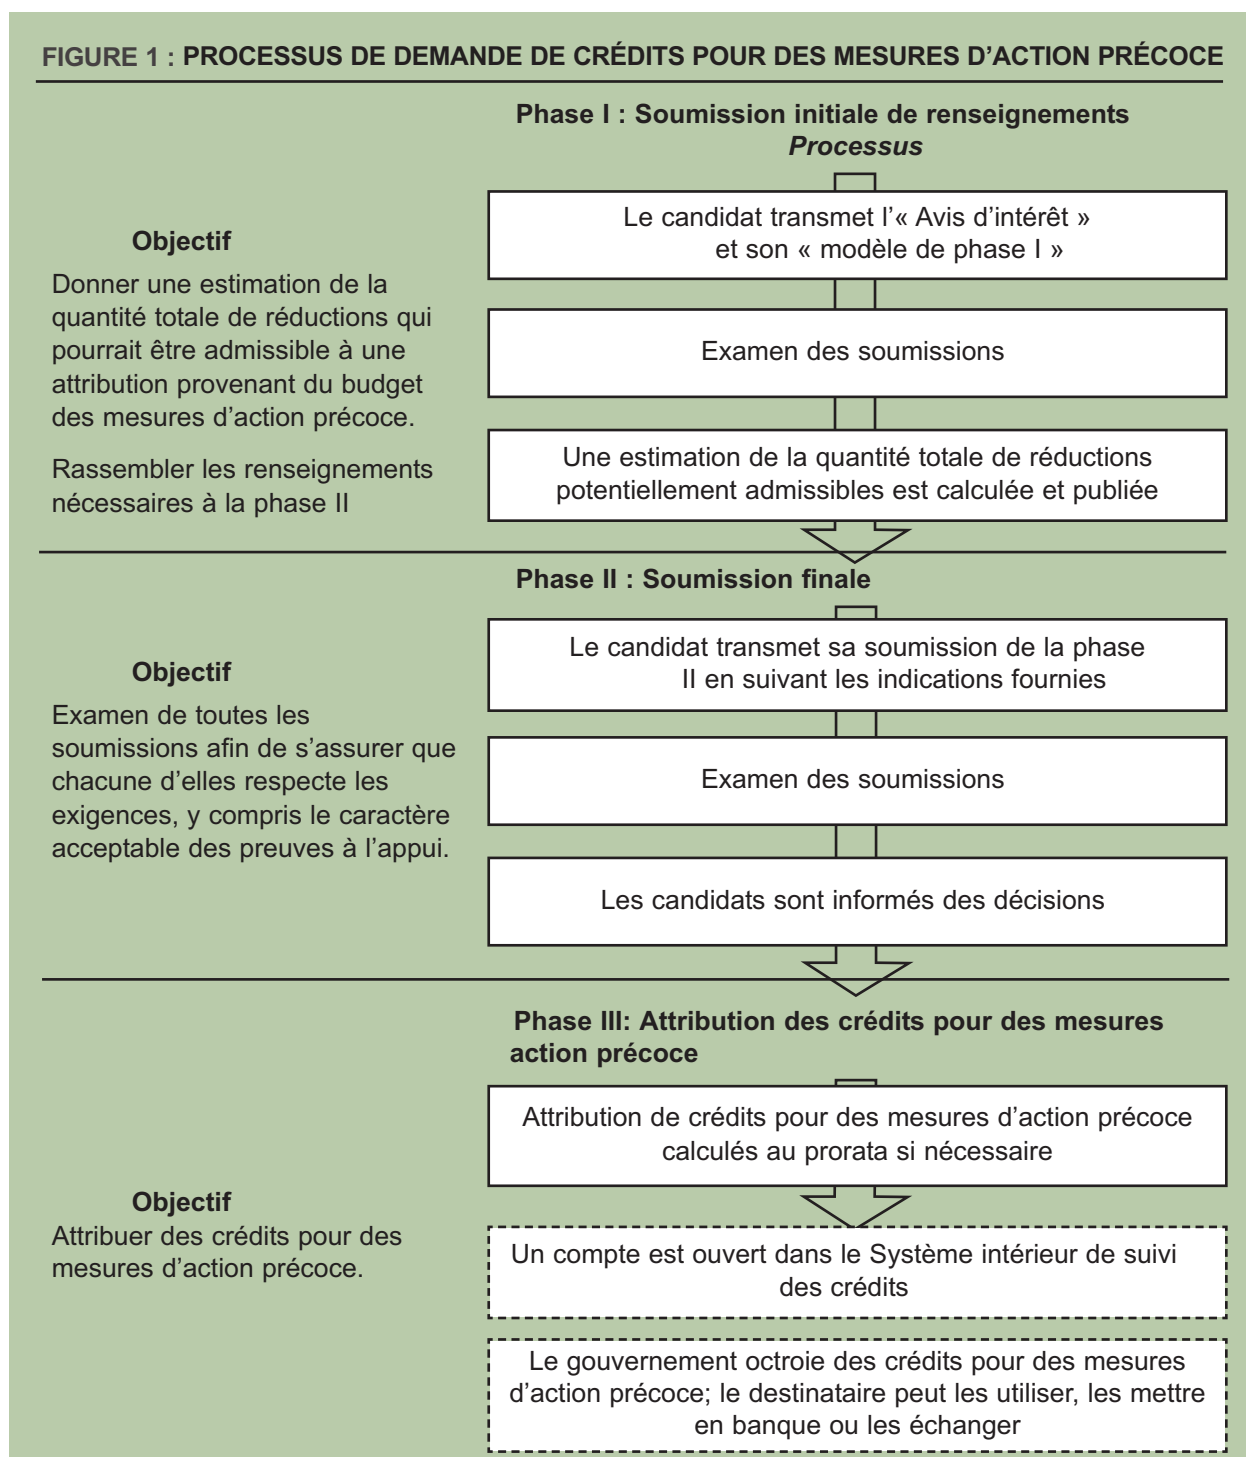 FIGURE 1 : PROCESSUS DE DEMANDE DE CRÉDITS POUR DES MESURES D’ACTION PRÉCOCE
Phase I : Soumission initiale de renseignements
Processus
Objectif
Donner une estimation de la
quantité totale de réductions qui
pourrait être admissible à une
attribution provenant du budget
des mesures d’action précoce.
Rassembler les renseignements
nécessaires à la phase II
Le candidat transmet l’« Avis d’intérêt »
et son « modèle de phase I »
Examen des soumissions
Une estimation de la quantité totale de réductions
potentiellement admissibles est calculée et publiée
Phase II : Soumission finale
Objectif
Examen de toutes les
soumissions afin de s’assurer que
chacune d’elles respecte les
exigences, y compris le caractère
acceptable des preuves à l’appui.
Le candidat transmet sa soumission de la phase
II en suivant les indications fournies
Examen des soumissions
Les candidats sont informés des décisions
Phase III: Attribution des crédits pour des mesures
action précoce
Objectif
Attribuer des crédits pour des
mesures d’action précoce.
Attribution de crédits pour des mesures d’action précoce
calculés au prorata si nécessaire
Un compte est ouvert dans le Système intérieur de suivi
des crédits
Le gouvernement octroie des crédits pour des mesures
d’action précoce; le destinataire peut les utiliser, les mettre
en banque ou les échanger